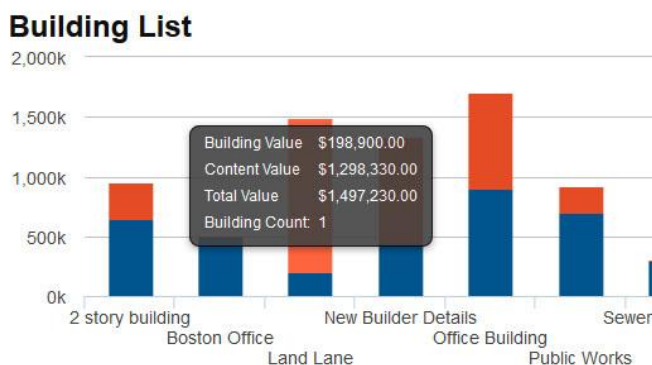 Building List
2,000k
1,500k
1,000k
500k
0k
Building Value $198,900.00
Content Value $1,298,330.00
Total Value $1,497,230.00
Building Count: 1
2 story building New Builder Details Sewer
Boston Office Office Building
Land Lane Public Works